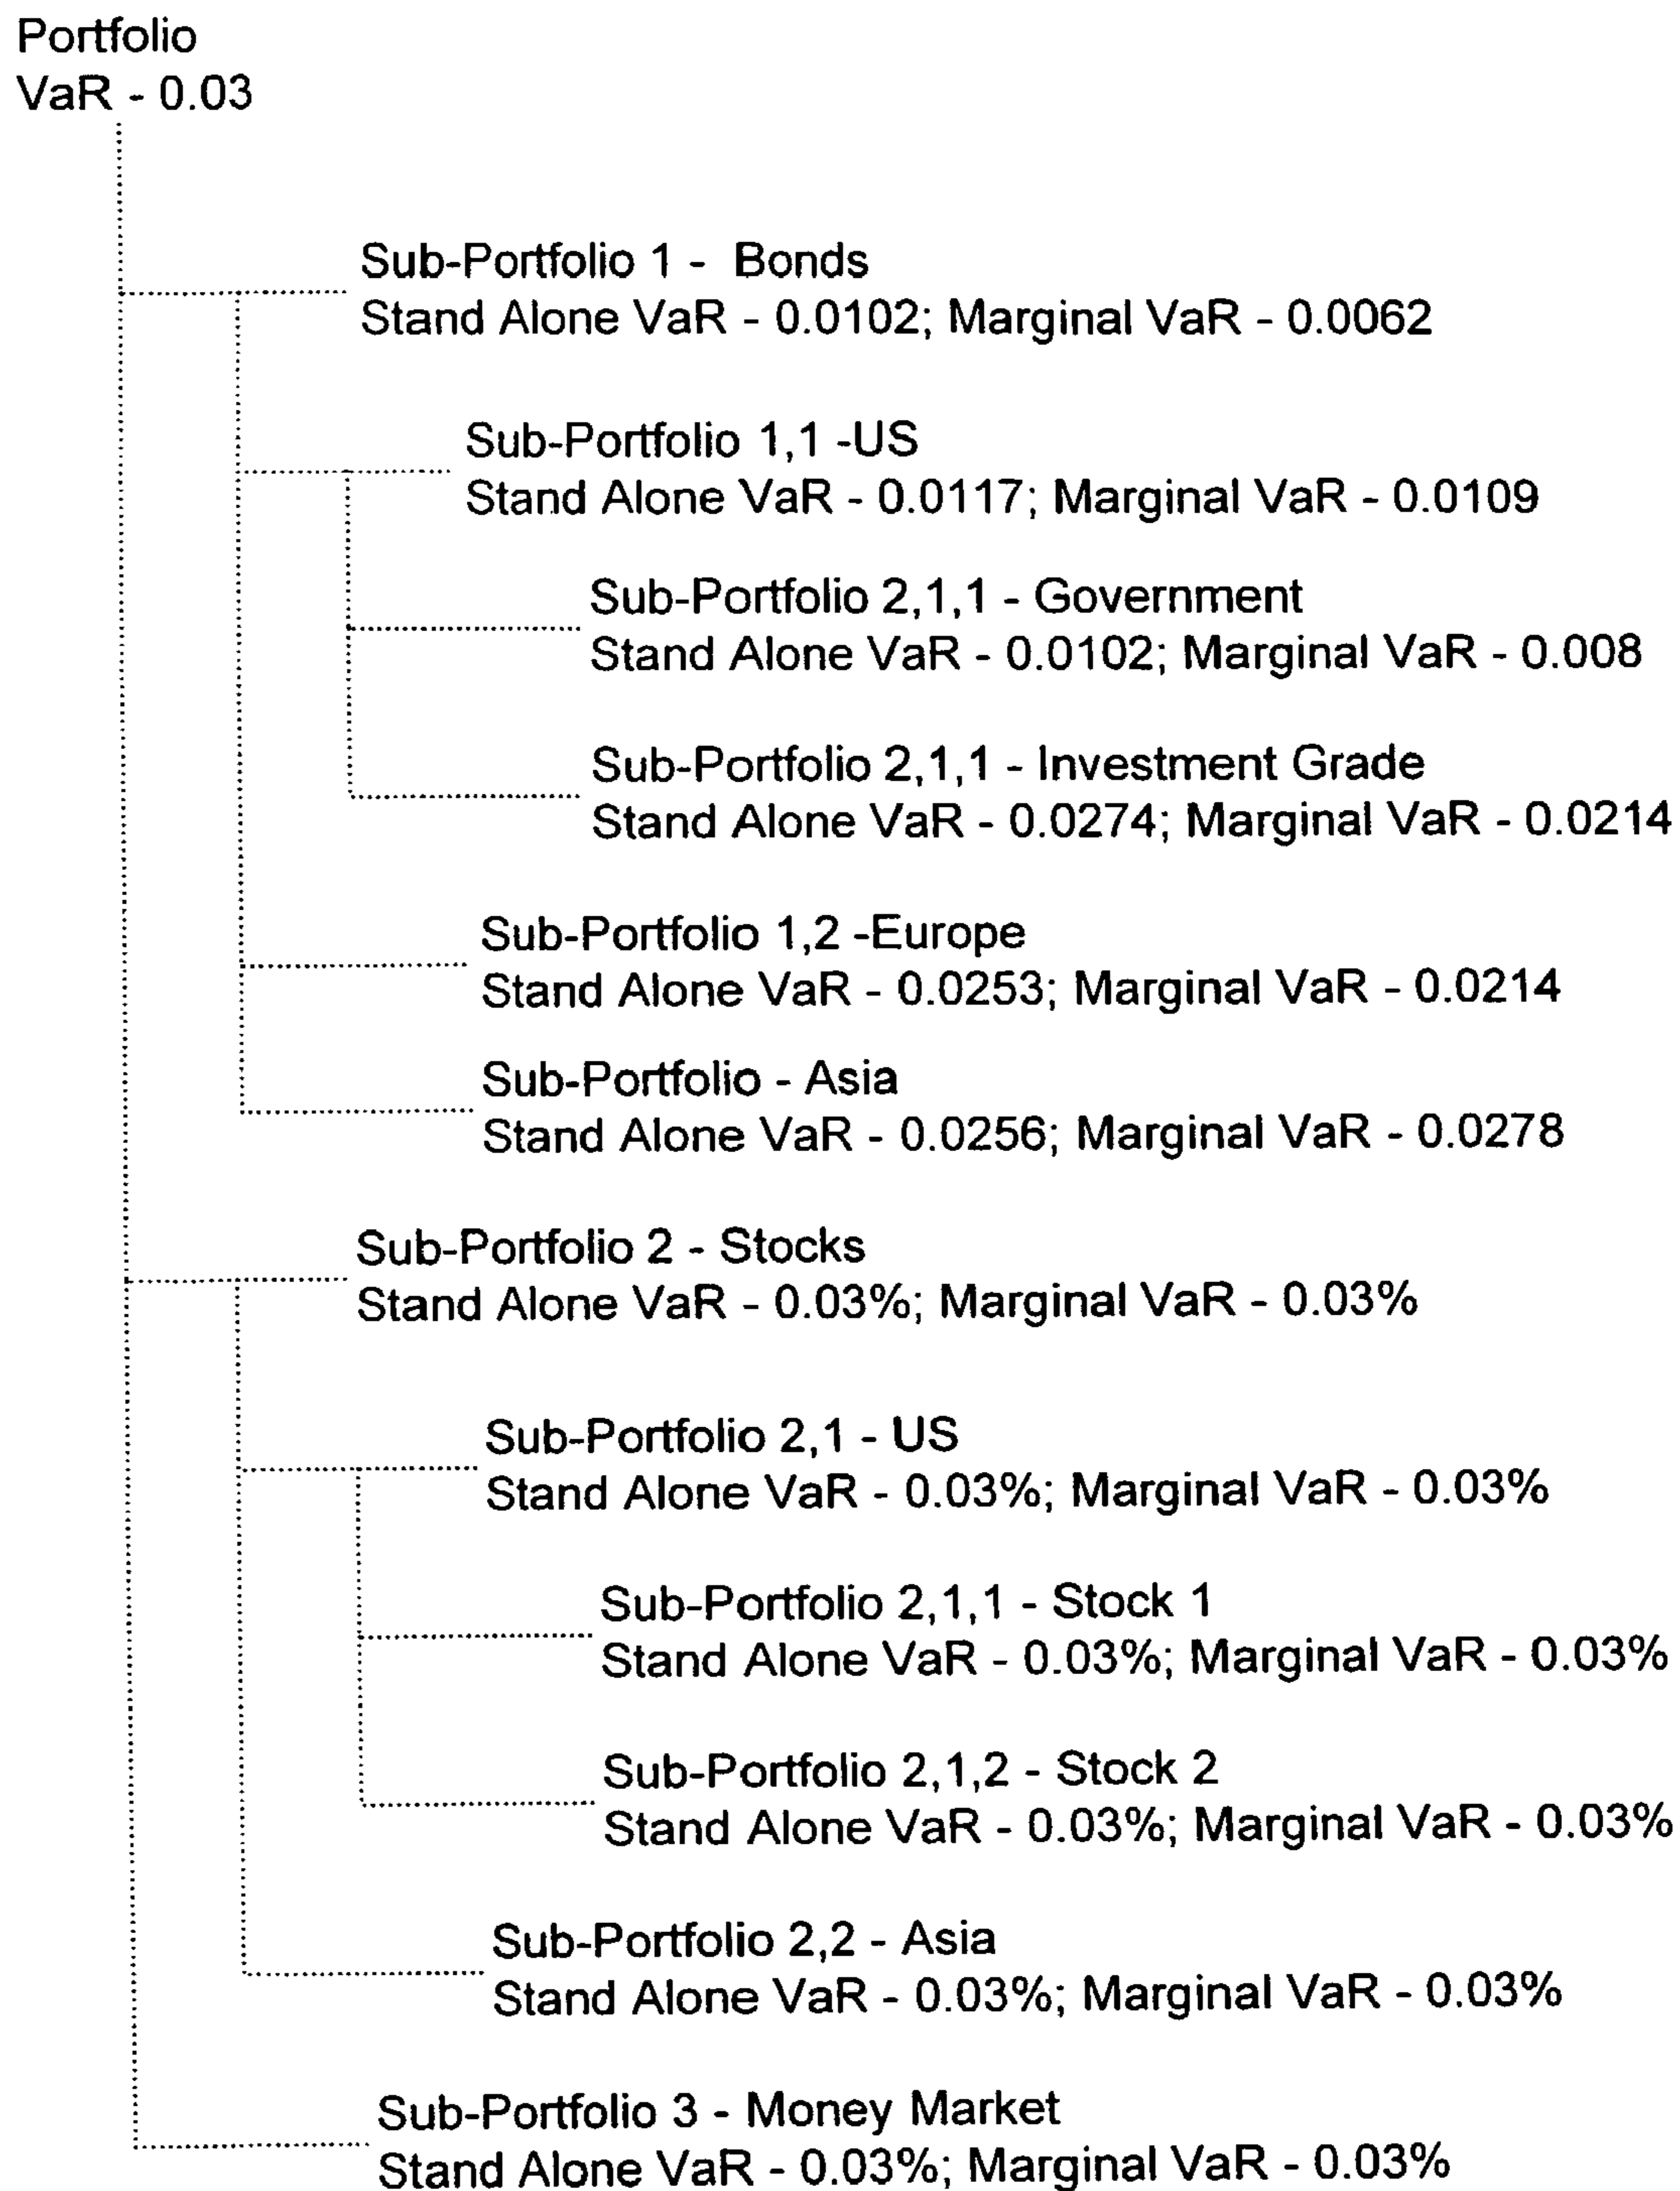 Portfolio
VaR - 0.03
Sub-Portfolio 1 - Bonds
Stand Alone VaR - 0.0102; Marginal VaR - 0.0062
Sub-Portfolio 1,1 -US
Stand Alone VaR - 0.0117; Marginal VaR - 0.0109
Sub-Portfolio 2,1,1 - Government
Stand Alone VaR - 0.0102; Marginal VaR - 0.008
Sub-Portfolio 2,1,1 - Investment Grade
Stand Alone VaR - 0.0274; Marginal VaR - 0.0214
Sub-Portfolio 1,2 -Europe
Stand Alone VaR - 0.0253; Marginal VaR - 0.0214
Sub-Portfolio - Asia
Stand Alone VaR - 0.0256; Marginal VaR - 0.0278
Sub-Portfolio 2 - Stocks
Stand Alone VaR - 0.03%; Marginal VaR - 0.03%
Sub-Portfolio 2,1 - US
Stand Alone VaR - 0.03%; Marginal VaR - 0.03%
Sub-Portfolio 2,1,1 - Stock 1
Stand Alone VaR - 0.03%; Marginal VaR - 0.03%
Sub-Portfolio 2,1,2 - Stock 2
Stand Alone VaR - 0.03%; Marginal VaR - 0.03%
Sub-Portfolio 2,2 - Asia
Stand Alone VaR - 0.03%; Marginal VaR - 0.03%
Sub-Portfolio 3 - Money Market
Stand Alone VaR - 0.03%; Marginal VaR - 0.03%